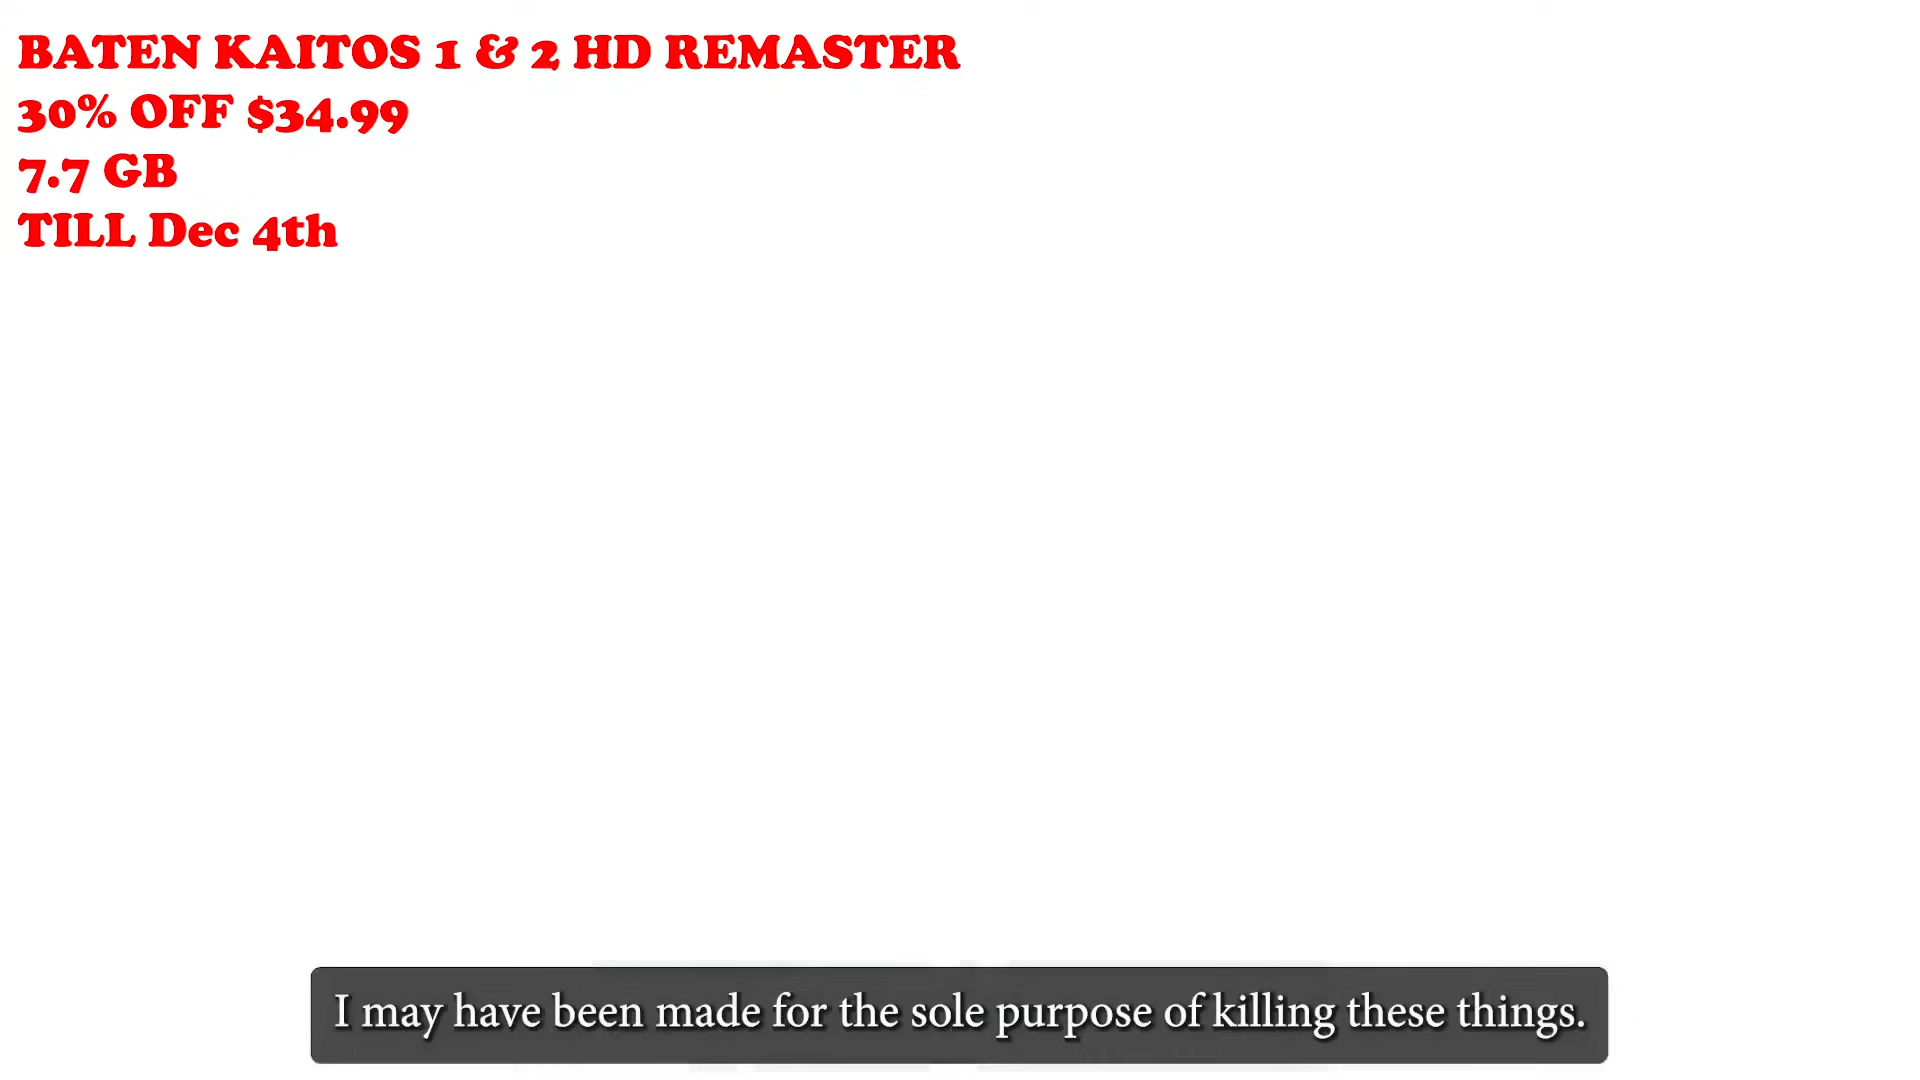 BATEN KAITOS 1 & 2 HD REMASTER
30% OFF $34.99
7.7 GB
TILL Dec 4th
I may have been made for the sole purpose of killing these things.